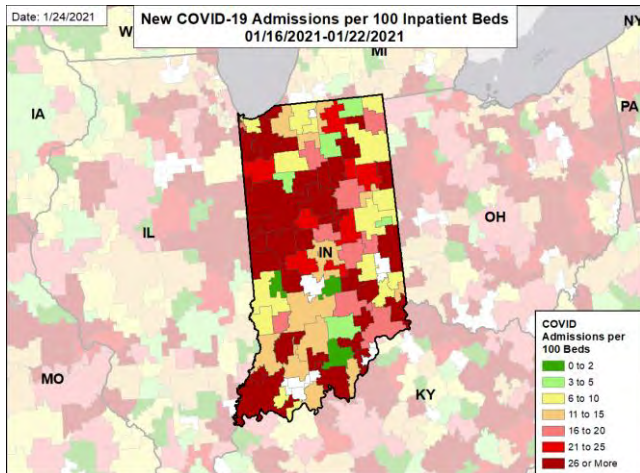 Date: 1/24/2021
New COVID-19 Admissions per 100 Inpatient Beds
01/16/2021-01/22/2021
W
MI
NY
IA
PA
IL
OH
IN
MO
KY
COVID
Admissions per
100 Beds
0 to 2
3 to 5
6 to 10
11 to 15
16 to 20
21 to 25
26 or More